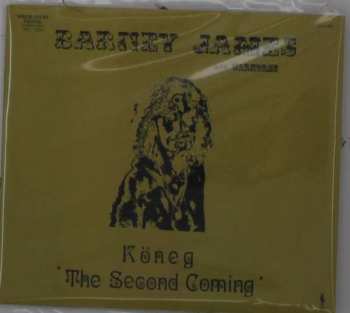 BARNEY JAMES
Köneg
"The Second Coming"